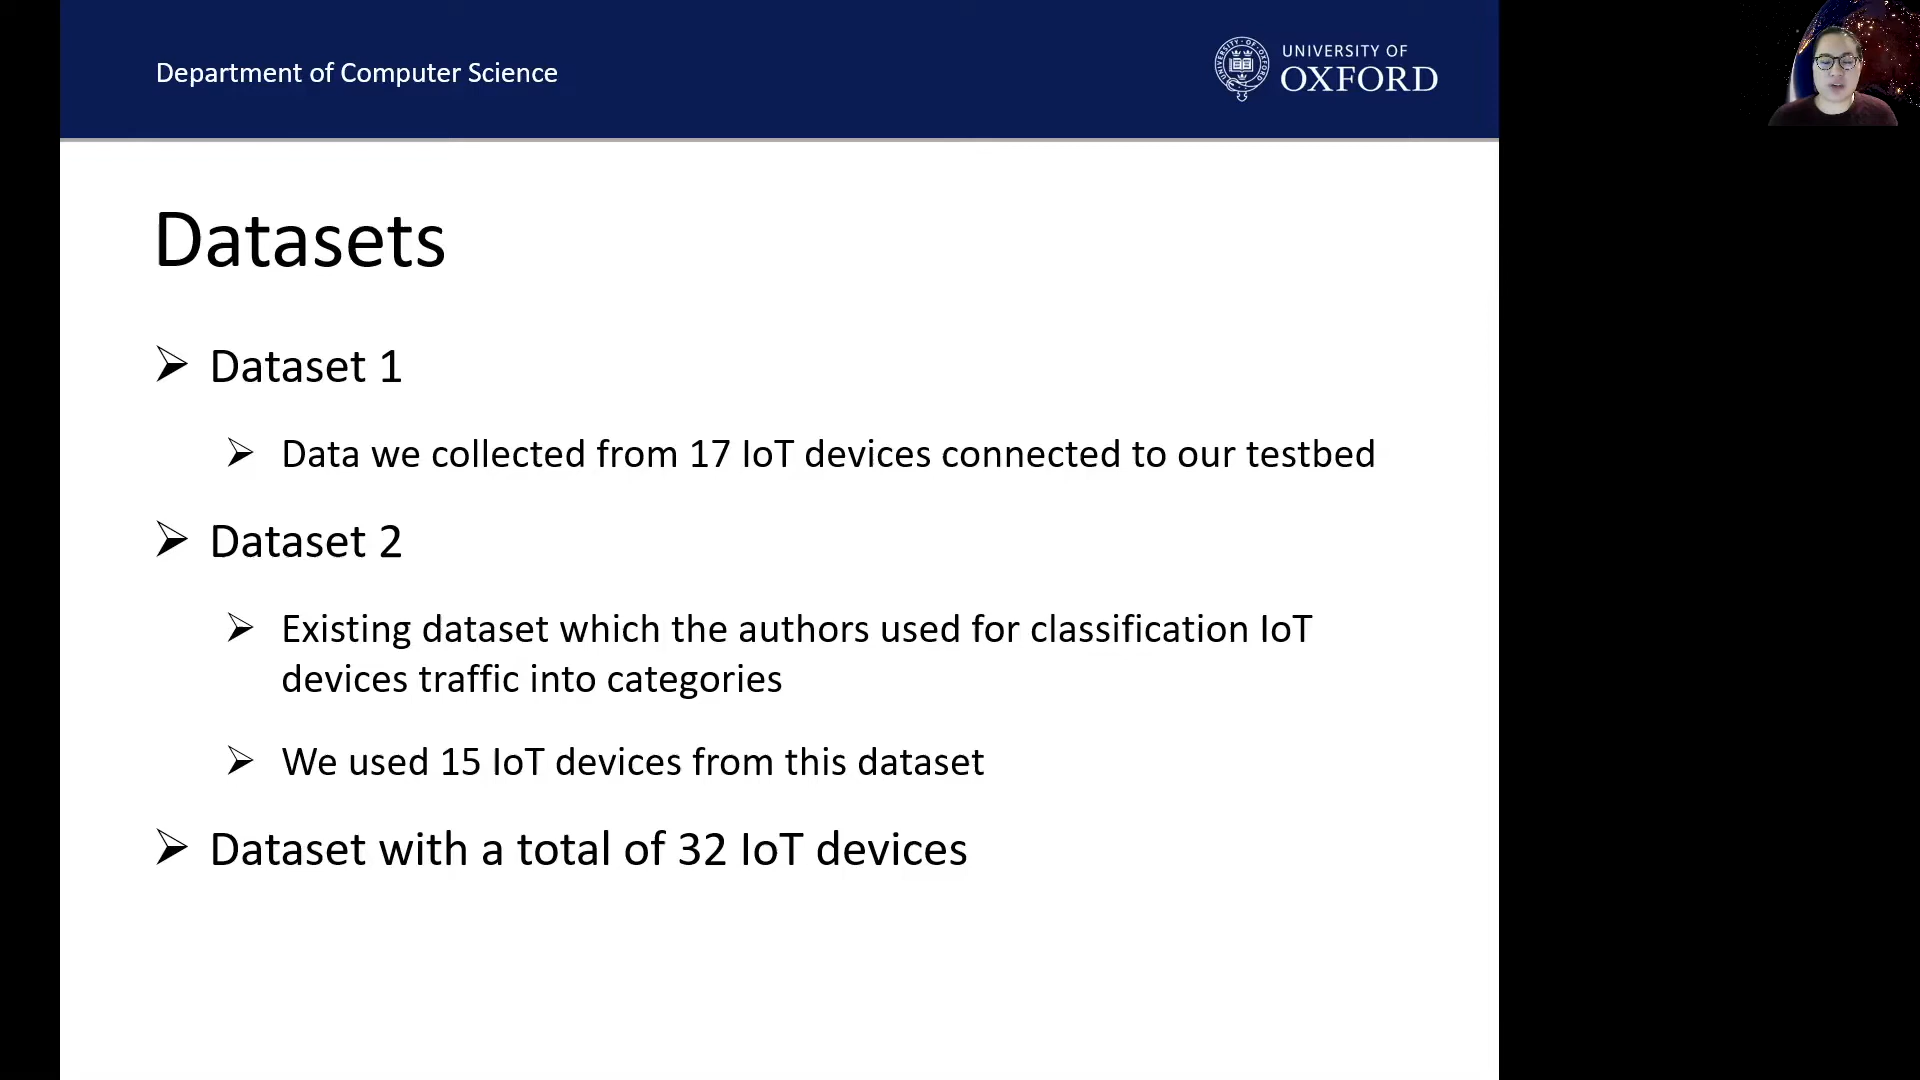 Department of Computer Science
UNIVERSITY OF
OXFORD
Datasets
Dataset 1
Data we collected from 17 IoT devices connected to our testbed
Dataset 2
Existing dataset which the authors used for classification IoT
devices traffic into categories
We used 15 IoT devices from this dataset
Dataset with a total of 32 IoT devices